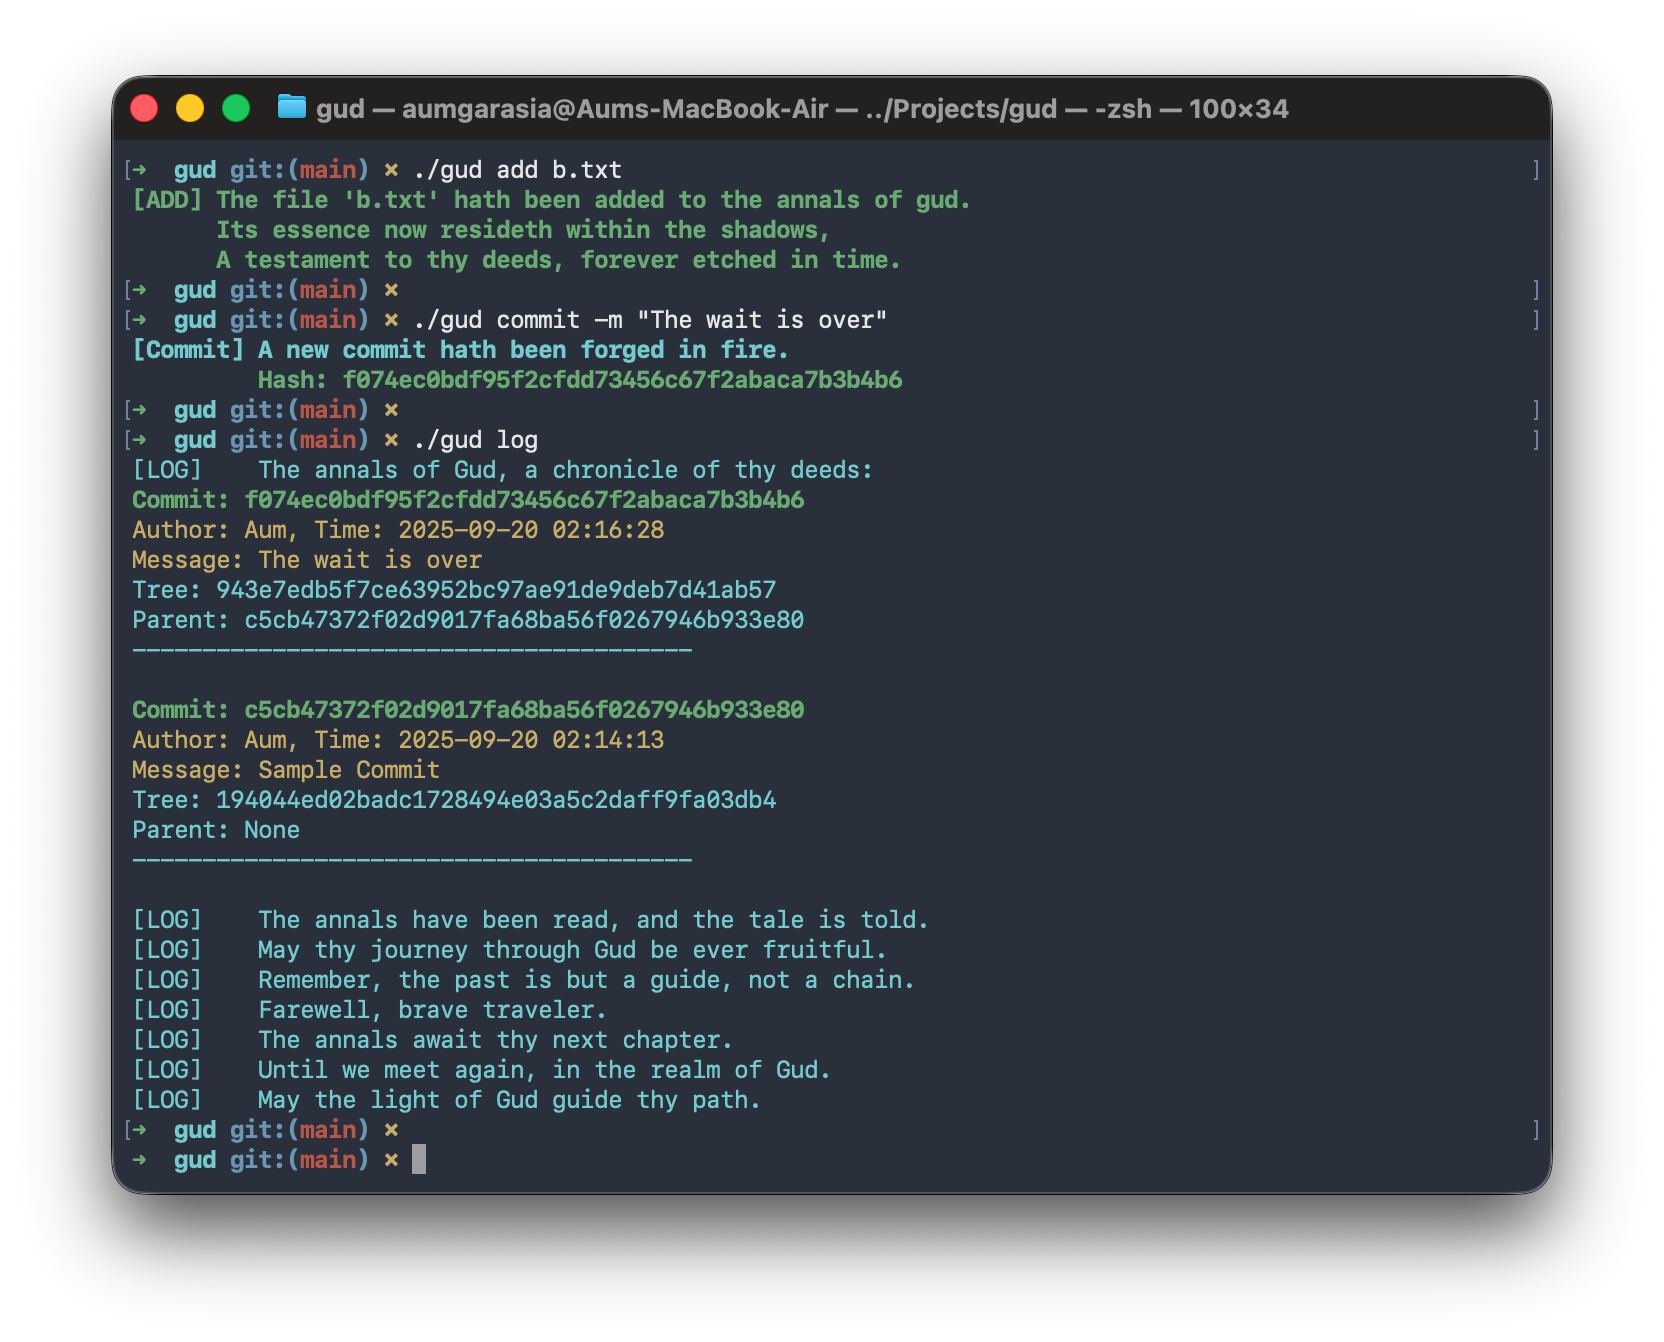 gud — aumgarasia@Aums-MacBook-Air — ../Projects/gud — -zsh — 100×34
[➜  gud git:(main) ✗ ./gud add b.txt ]
[ADD] The file 'b.txt' hath been added to the annals of gud.
      Its essence now resideth within the shadows,
      A testament to thy deeds, forever etched in time.
[➜  gud git:(main) ✗ ]
[➜  gud git:(main) ✗ ./gud commit -m "The wait is over" ]
[Commit] A new commit hath been forged in fire.
         Hash: f074ec0bdf95f2cfdd73456c67f2abaca7b3b4b6
[➜  gud git:(main) ✗ ]
[➜  gud git:(main) ✗ ./gud log ]
[LOG]    The annals of Gud, a chronicle of thy deeds:
Commit: f074ec0bdf95f2cfdd73456c67f2abaca7b3b4b6
Author: Aum, Time: 2025-09-20 02:16:28
Message: The wait is over
Tree: 943e7edb5f7ce63952bc97ae91de9deb7d41ab57
Parent: c5cb47372f02d9017fa68ba56f0267946b933e80
----------------------------------------
Commit: c5cb47372f02d9017fa68ba56f0267946b933e80
Author: Aum, Time: 2025-09-20 02:14:13
Message: Sample Commit
Tree: 194044ed02badc1728494e03a5c2daff9fa03db4
Parent: None
----------------------------------------
[LOG]    The annals have been read, and the tale is told.
[LOG]    May thy journey through Gud be ever fruitful.
[LOG]    Remember, the past is but a guide, not a chain.
[LOG]    Farewell, brave traveler.
[LOG]    The annals await thy next chapter.
[LOG]    Until we meet again, in the realm of Gud.
[LOG]    May the light of Gud guide thy path.
[➜  gud git:(main) ✗ ]
➜  gud git:(main) ✗